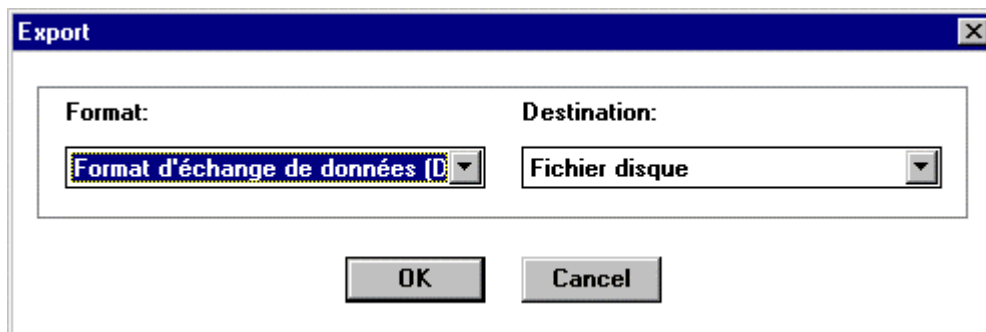 Export
Format: Destination:
Format d'échange de données (D Fichier disque
OK Cancel